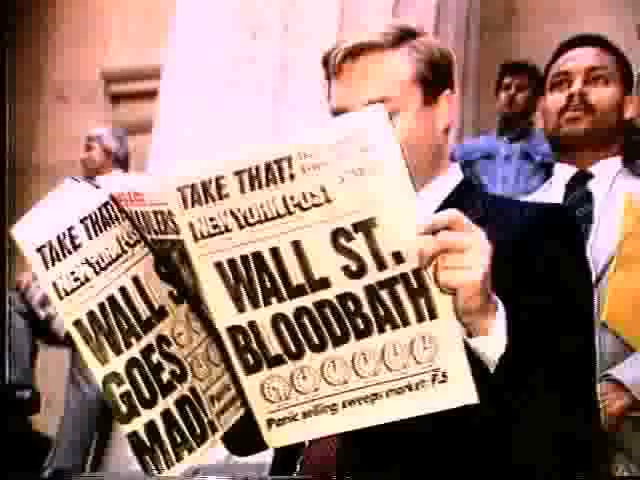 TAKE THAT!
NEW YORK POST
WALL
GOES
MAD!
TAKE THAT!
NEW YORK POST
WALL ST.
BLOODBATH
Panic selling sweeps market: P.5